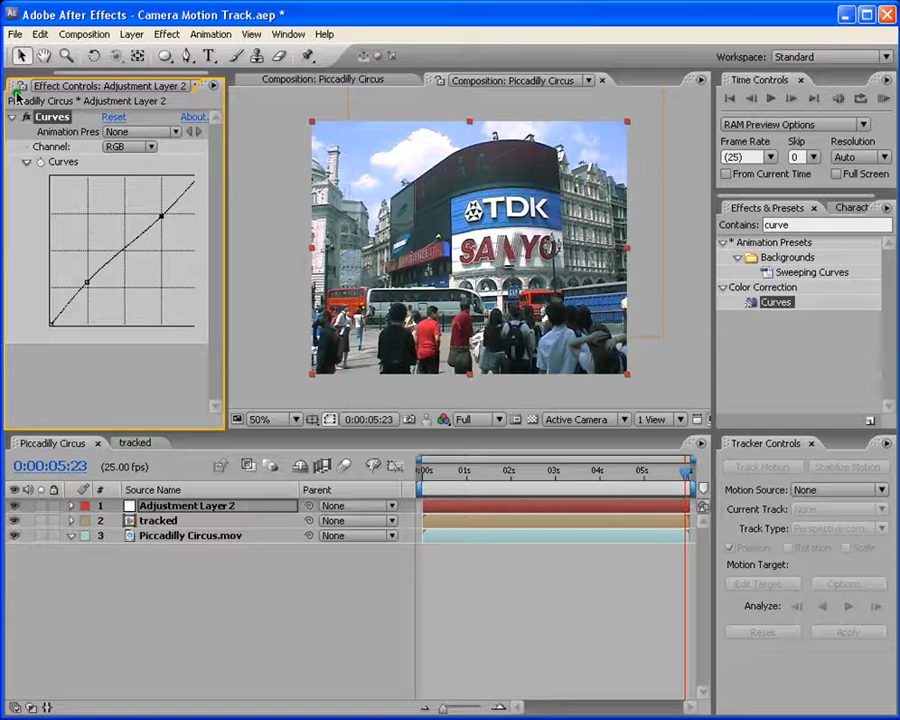 Adobe After Effects - Camera Motion Track.aep *
File Edit Composition Layer Effect Animation View Window Help
Workspace: Standard
Effect Controls: Adjustment Layer 2
Piccadilly Circus * Adjustment Layer 2
Curves Reset About.
Animation Pres None
Channel: RGB
Curves
Composition: Piccadilly Circus
Composition: Piccadilly Circus
TDK
SANYO
50% 0:00:05:23 Full Active Camera 1 View
Time Controls
RAM Preview Options
Frame Rate Skip Resolution
(25) 0 Auto
From Current Time Full Screen
Effects & Presets Charact
Contains: curve
* Animation Presets
Backgrounds
Sweeping Curves
Color Correction
Curves
Piccadilly Circus tracked
0:00:05:23 (25.00 fps)
:00s 01s 02s 03s 04s 05s
# Source Name Parent
1 Adjustment Layer 2 None
2 tracked None
3 Piccadilly Circus.mov None
Tracker Controls
Track Motion Stabilize Motion
Motion Source: None
Current Track: None
Track Type: Perspective corn
Position Rotation Scale
Motion Target:
Edit Target... Options...
Analyze:
Reset Apply